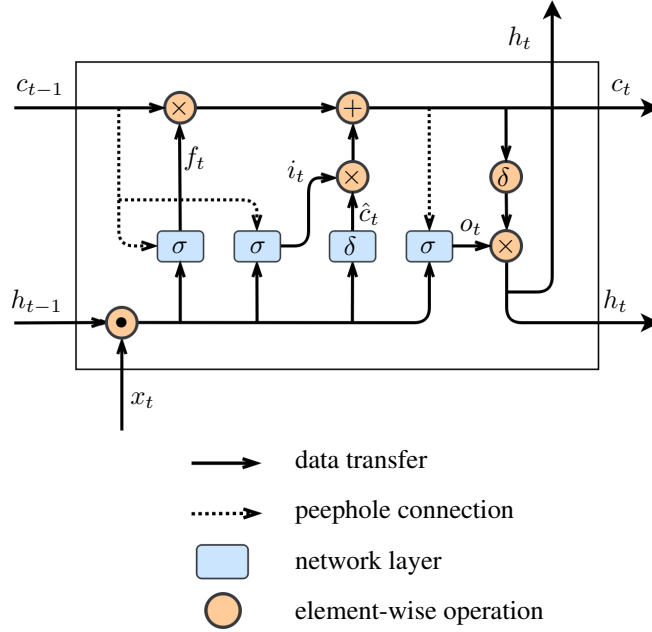 h_t
c_{t-1} × + c_t
f_t i_t × δ
ĉ_t
σ σ δ σ o_t ×
h_{t-1} h_t
x_t
data transfer
peephole connection
network layer
element-wise operation